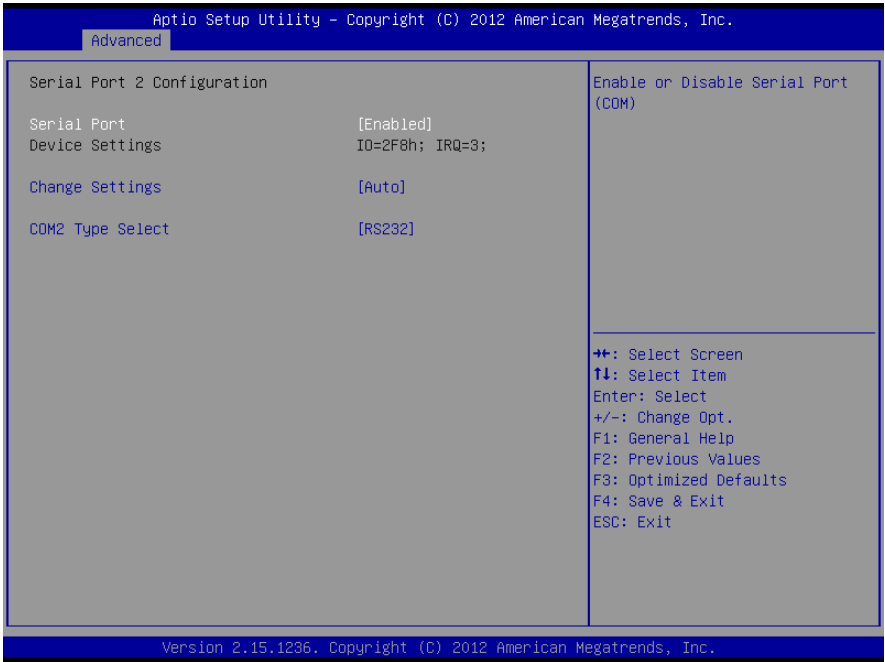 Aptio Setup Utility – Copyright (C) 2012 American Megatrends, Inc.
Advanced
Serial Port 2 Configuration
Serial Port [Enabled]
Device Settings IO=2F8h; IRQ=3;
Change Settings [Auto]
COM2 Type Select [RS232]
Enable or Disable Serial Port
(COM)
→←: Select Screen
↑↓: Select Item
Enter: Select
+/-: Change Opt.
F1: General Help
F2: Previous Values
F3: Optimized Defaults
F4: Save & Exit
ESC: Exit
Version 2.15.1236. Copyright (C) 2012 American Megatrends, Inc.